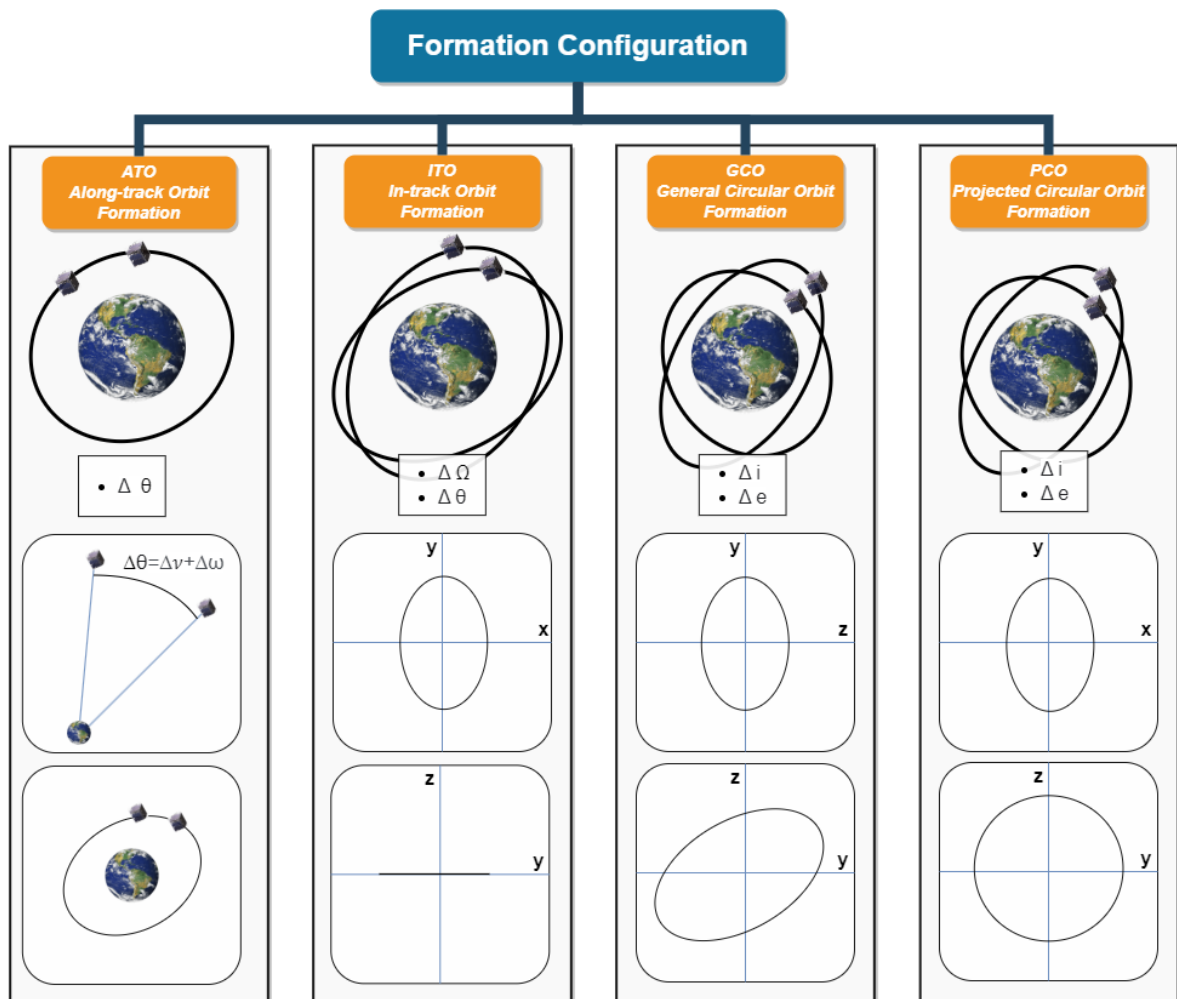 Formation Configuration
ATO
Along-track Orbit
Formation
ITO
In-track Orbit
Formation
GCO
General Circular Orbit
Formation
PCO
Projected Circular Orbit
Formation
• Δ θ
• Δ Ω
• Δ θ
• Δ i
• Δ e
• Δ i
• Δ e
Δθ=Δν+Δω
y
x
y
z
y
x
z
y
z
y
z
y